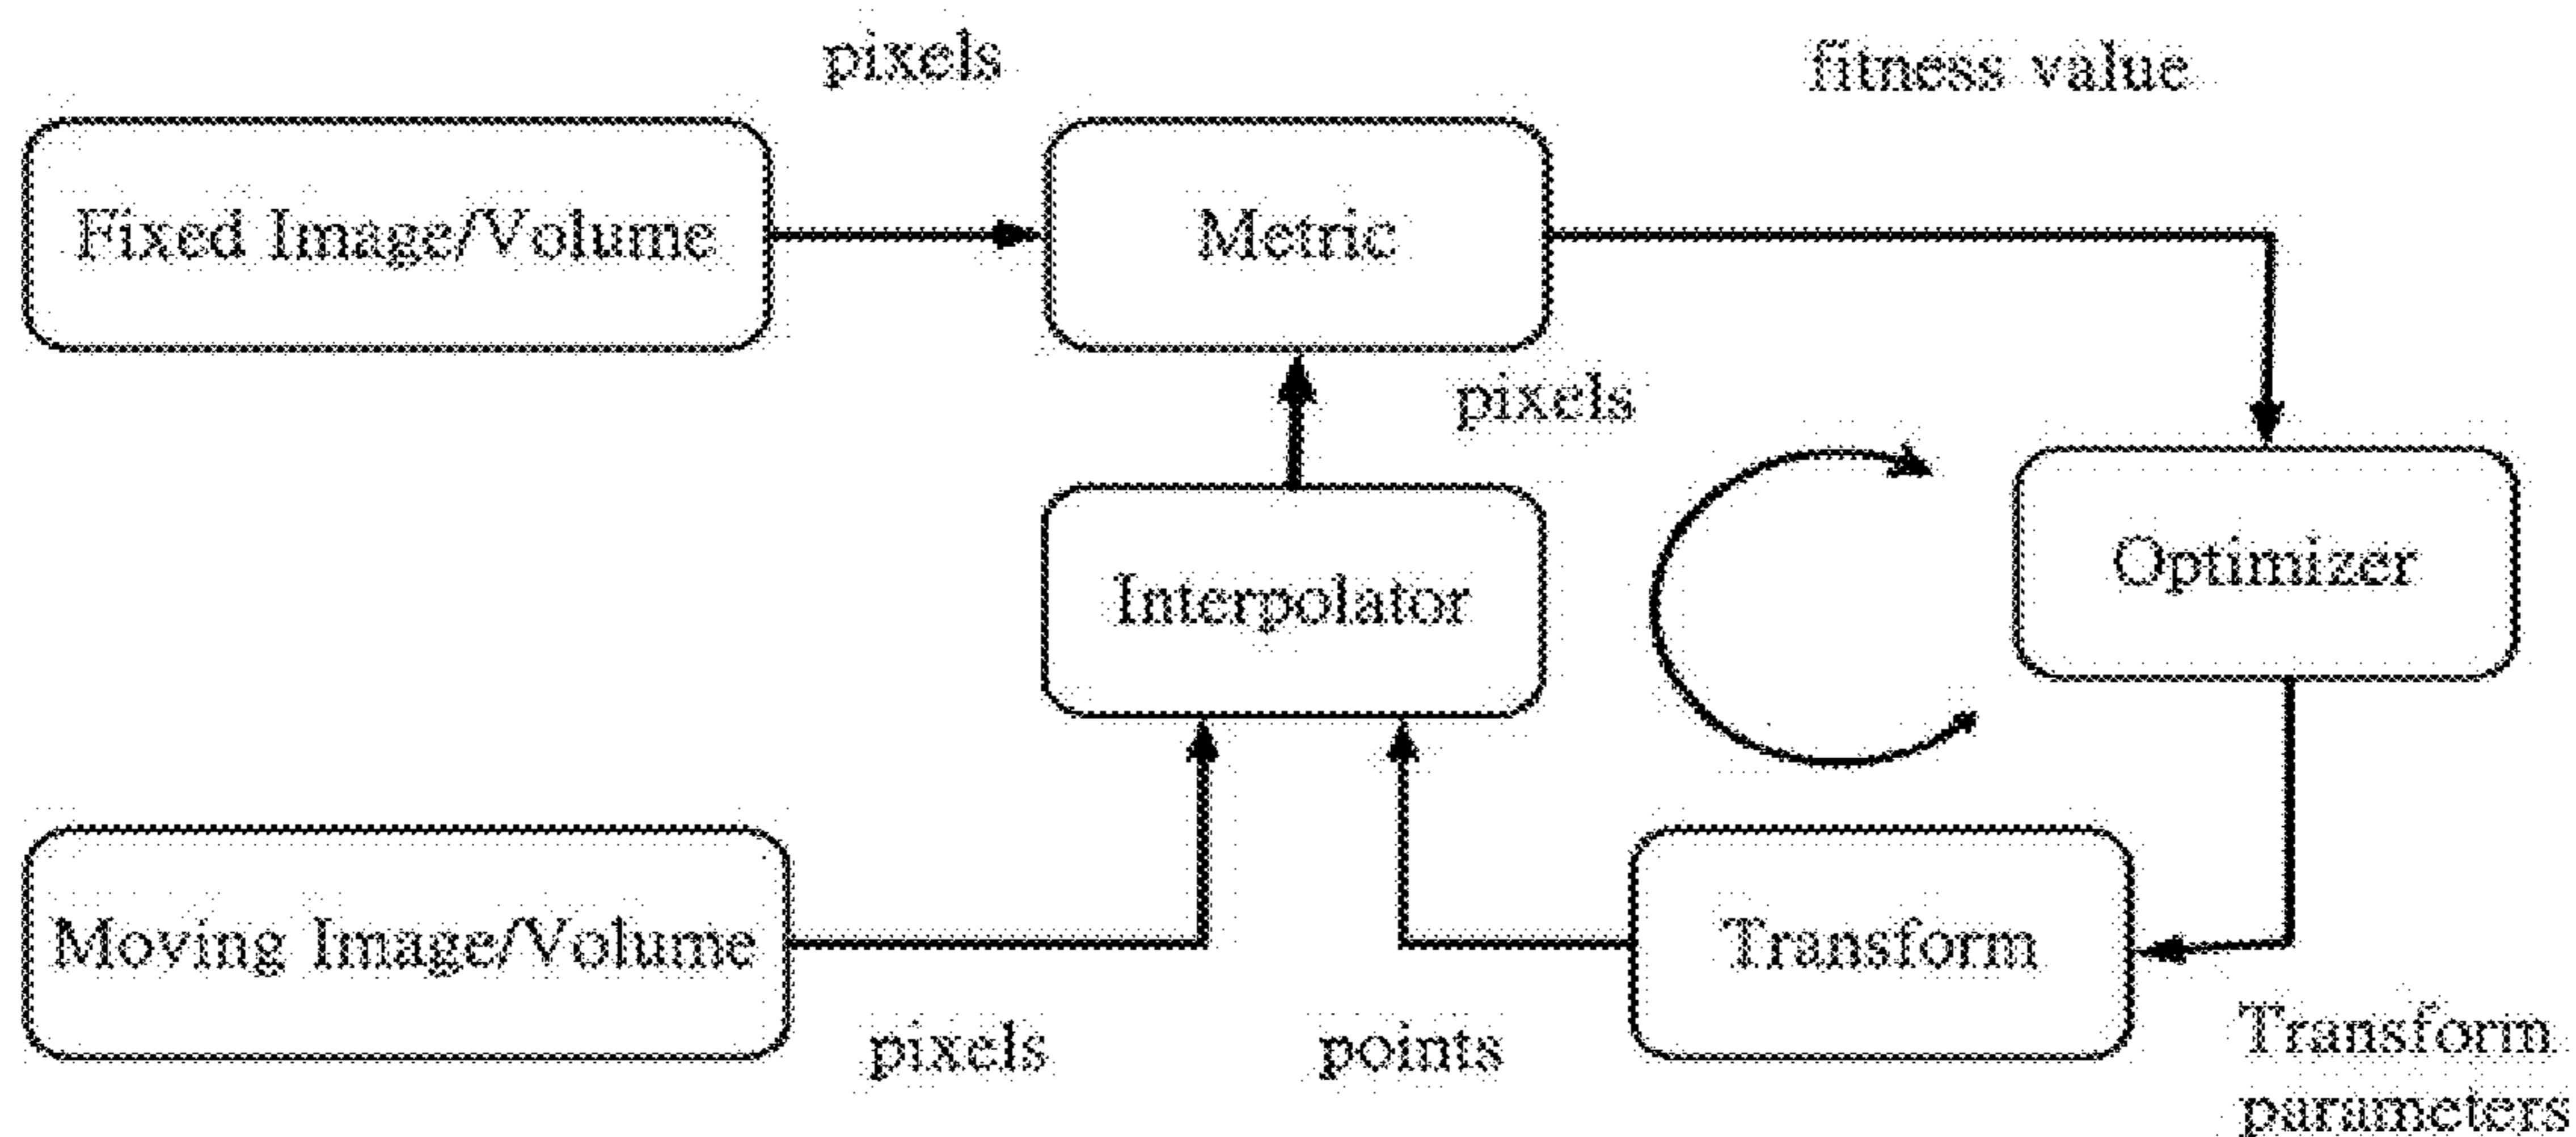 pixels
fitness value
Fixed Image/Volume
Metric
pixels
Optimizer
Interpolator
Moving Image/Volume
Transform
pixels
points
Transform
parameters